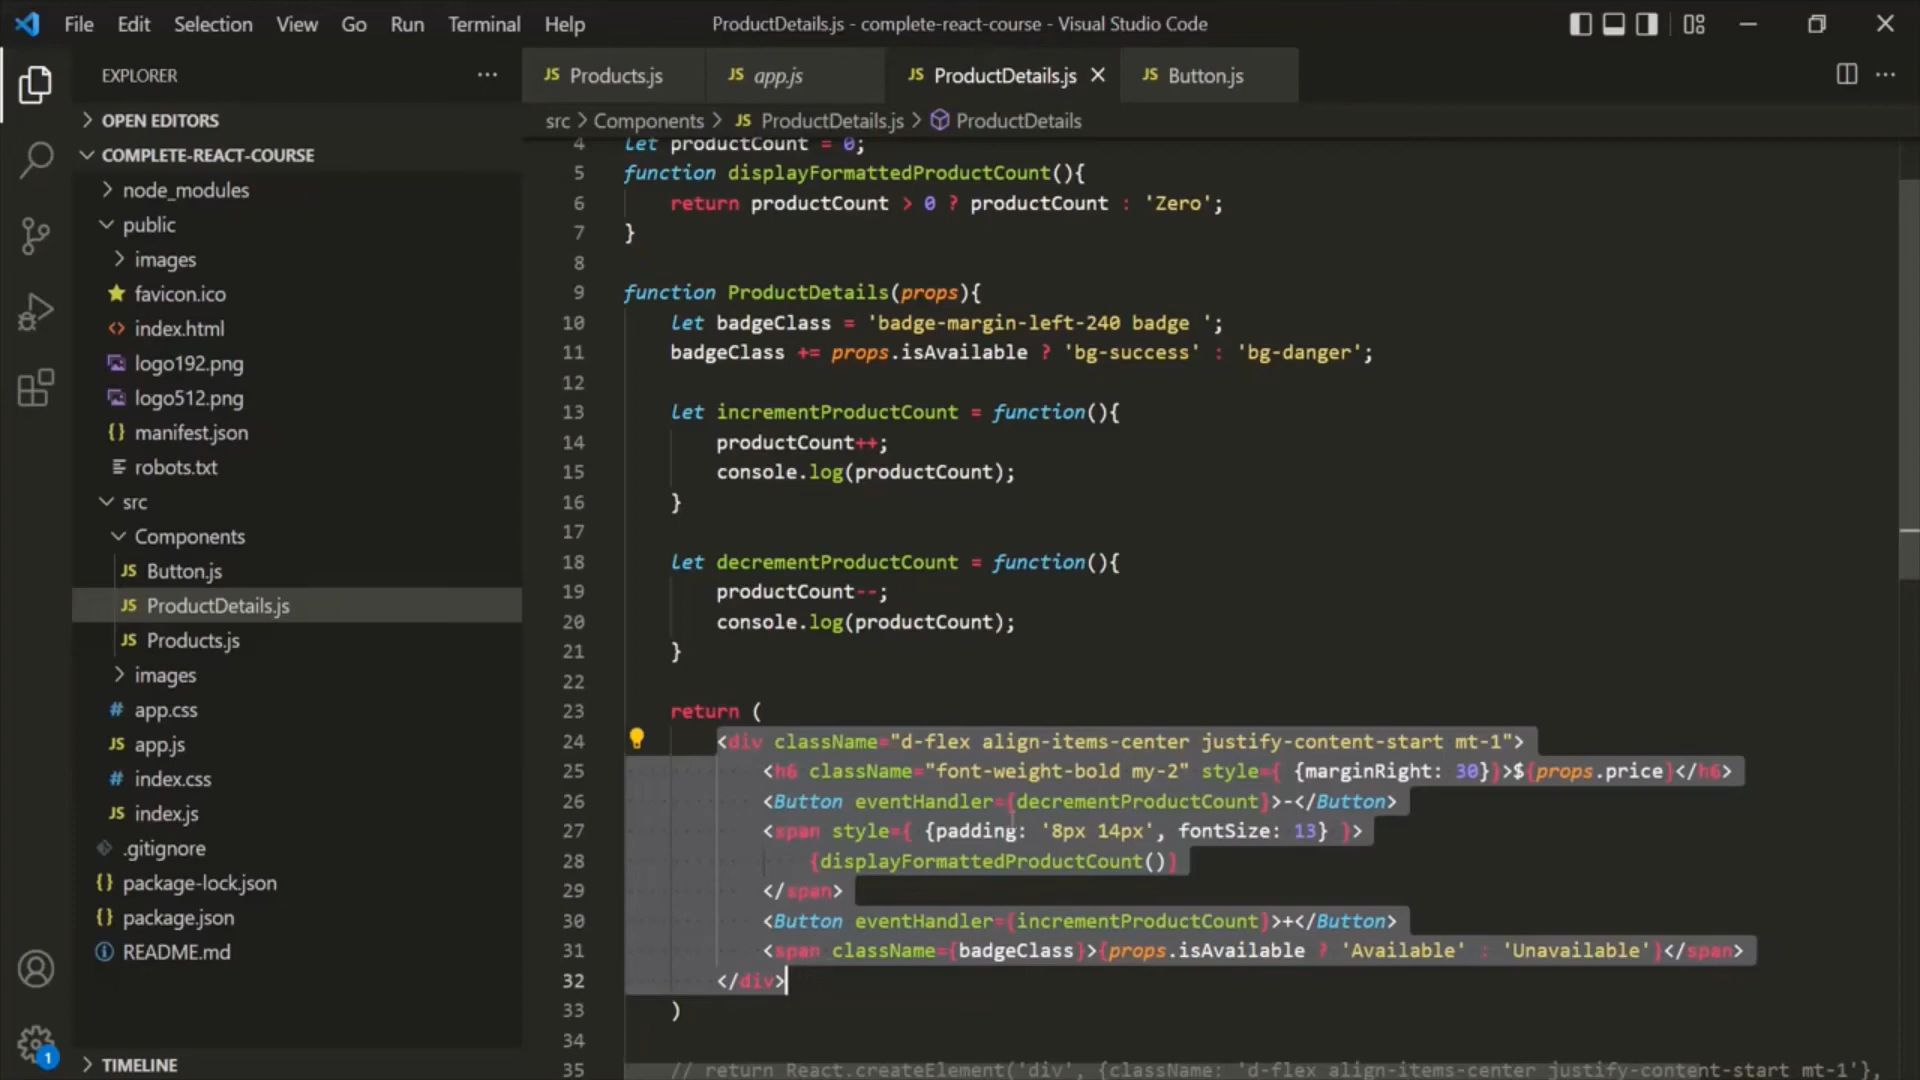 File Edit Selection View Go Run Terminal Help
ProductDetails.js - complete-react-course - Visual Studio Code
EXPLORER
OPEN EDITORS
COMPLETE-REACT-COURSE
node_modules
public
images
favicon.ico
<> index.html
logo192.png
logo512.png
{} manifest.json
robots.txt
src
Components
JS Button.js
JS ProductDetails.js
JS Products.js
images
# app.css
JS app.js
# index.css
JS index.js
.gitignore
{} package-lock.json
{} package.json
README.md
TIMELINE
1
JS Products.js JS app.js JS ProductDetails.js JS Button.js
src > Components > JS ProductDetails.js > ProductDetails
4 let productCount = 0;
5 function displayFormattedProductCount(){
6 return productCount > 0 ? productCount : 'Zero';
7 }
8
9 function ProductDetails(props){
10 let badgeClass = 'badge-margin-left-240 badge ';
11 badgeClass += props.isAvailable ? 'bg-success' : 'bg-danger';
12
13 let incrementProductCount = function(){
14 productCount++;
15 console.log(productCount);
16 }
17
18 let decrementProductCount = function(){
19 productCount--;
20 console.log(productCount);
21 }
22
23 return (
24 <div className="d-flex align-items-center justify-content-start mt-1">
25 <h6 className="font-weight-bold my-2" style={ {marginRight: 30}}>${props.price}</h6>
26 <Button eventHandler={decrementProductCount}>-</Button>
27 <span style={ {padding: '8px 14px', fontSize: 13} }>
28 {displayFormattedProductCount()}
29 </span>
30 <Button eventHandler={incrementProductCount}>+</Button>
31 <span className={badgeClass}>{props.isAvailable ? 'Available' : 'Unavailable'}</span>
32 </div>
33 )
34
35 // return React.createElement('div', {className: 'd-flex align-items-center justify-content-start mt-1'},